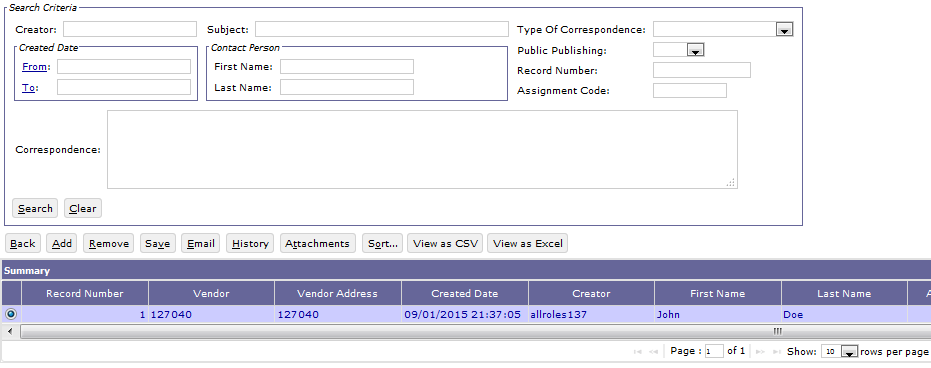 Search Criteria
Creator: Subject: Type Of Correspondence:
Created Date Contact Person Public Publishing:
From: First Name: Record Number:
To: Last Name: Assignment Code:
Correspondence:
Search Clear
Back Add Remove Save Email History Attachments Sort... View as CSV View as Excel
Summary
Record Number Vendor Vendor Address Created Date Creator First Name Last Name A
1 127040 127040 09/01/2015 21:37:05 allroles137 John Doe
Page : 1 of 1 Show: 10 rows per page